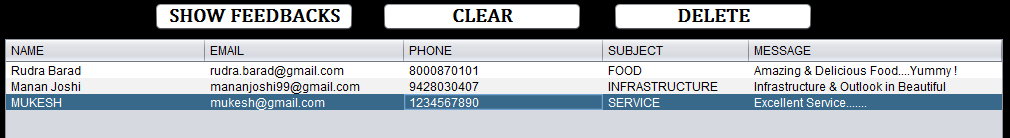 SHOW FEEDBACKS CLEAR DELETE
NAME EMAIL PHONE SUBJECT MESSAGE
Rudra Barad rudra.barad@gmail.com 8000870101 FOOD Amazing & Delicious Food....Yummy !
Manan Joshi mananjoshi99@gmail.com 9428030407 INFRASTRUCTURE Infrastructure & Outlook in Beautiful
MUKESH mukesh@gmail.com 1234567890 SERVICE Excellent Service.......